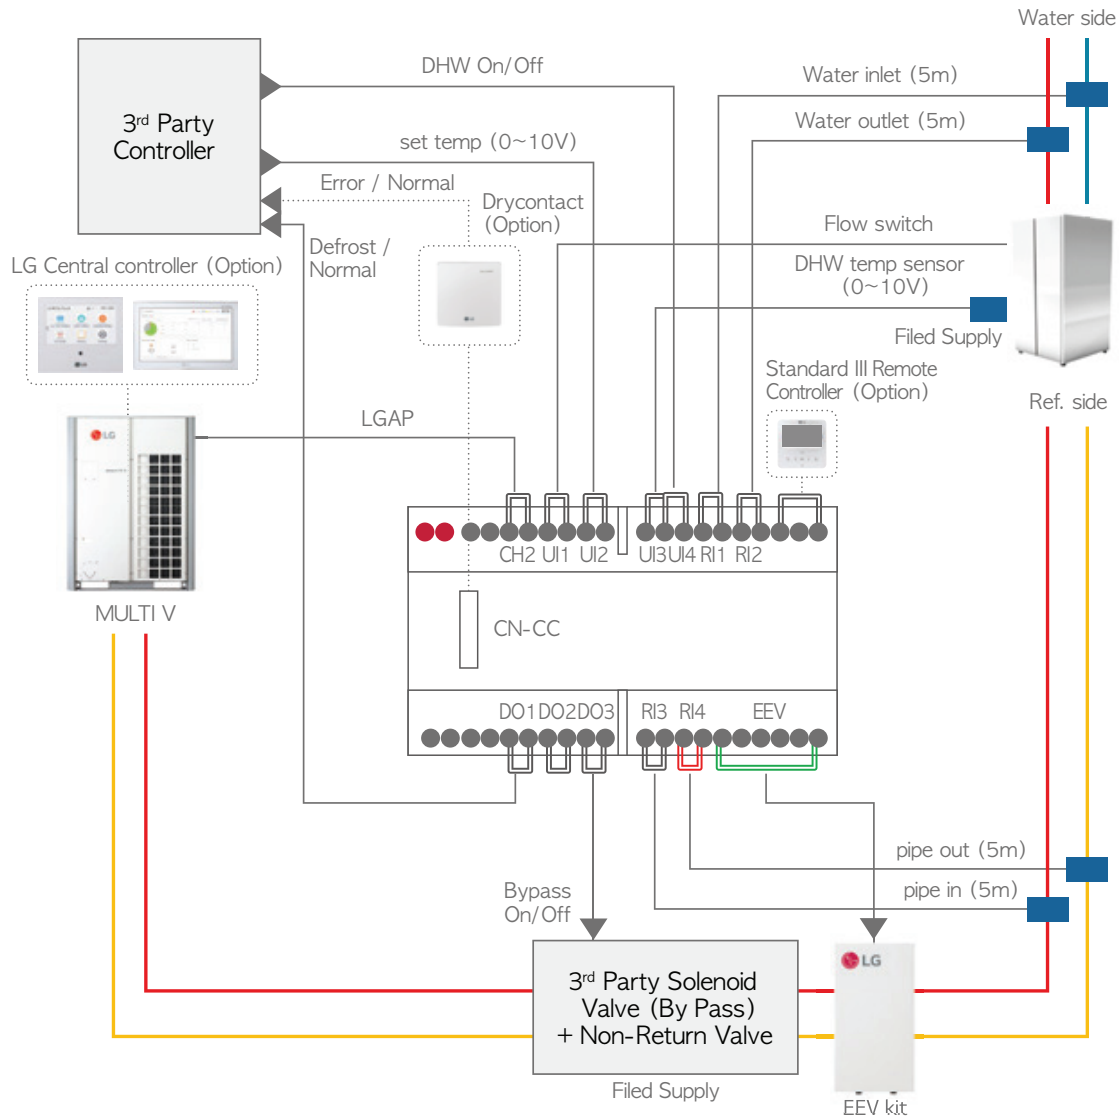 Water side
DHW On/Off
Water inlet (5m)
3rd Party
Controller
Water outlet (5m)
set temp (0~10V)
Error / Normal
Drycontact
(Option)
Defrost /
Normal
Flow switch
LG Central controller (Option)
DHW temp sensor
(0~10V)
Filed Supply
Standard III Remote
Controller (Option)
Ref. side
LG
LG
LGAP
LG
CH2 UI1 UI2 UI3 UI4 RI1 RI2
MULTI V
CN-CC
DO1 DO2 DO3 RI3 RI4 EEV
pipe out (5m)
Bypass
On/Off
pipe in (5m)
3rd Party Solenoid
Valve (By Pass)
+ Non-Return Valve
LG
Filed Supply
EEV kit